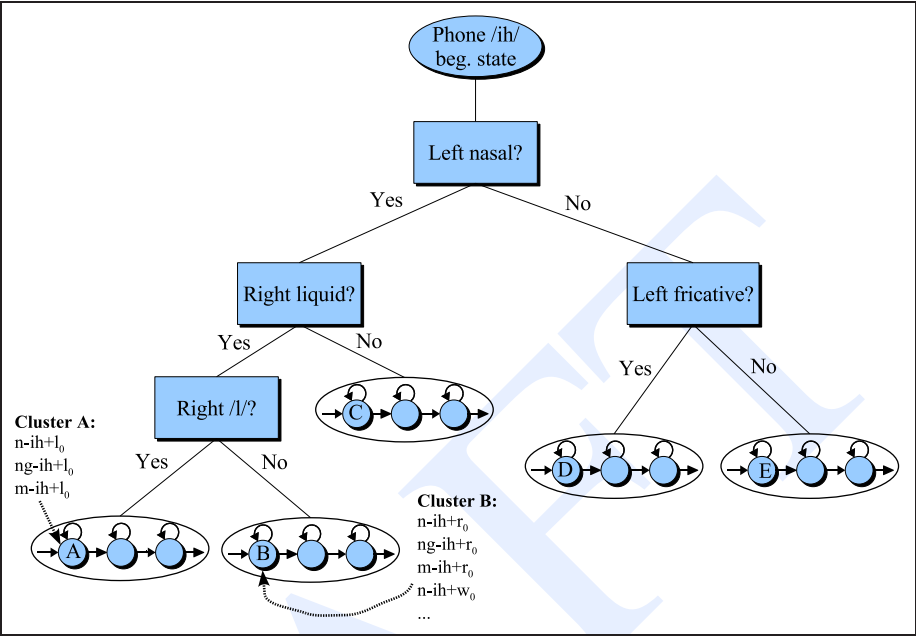 Phone /ih/
beg. state
Left nasal?
Yes
No
Right liquid?
Left fricative?
Yes
No
Yes
No
Right /l/?
C
Cluster A:
n-ih+l₀
ng-ih+l₀
m-ih+l₀
Yes
No
D
E
Cluster B:
n-ih+r₀
ng-ih+r₀
m-ih+r₀
n-ih+w₀
...
A
B